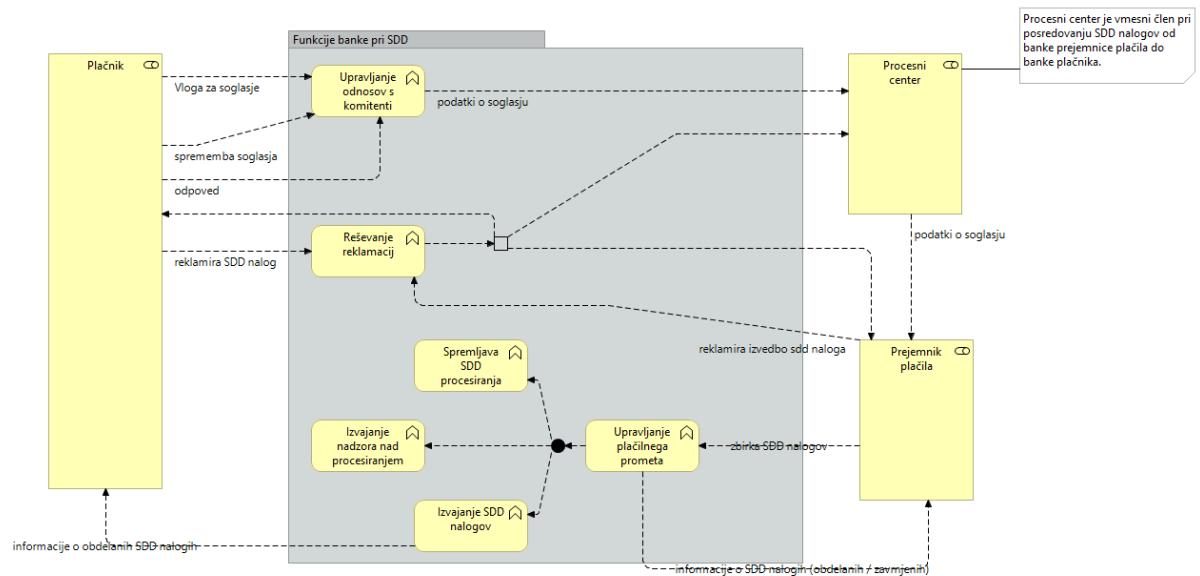 Procesni center je vmesni člen pri
posredovanju SDD nalogov od
banke prejemnice plačila do
banke plačnika.
Funkcije banke pri SDD
Plačnik
Upravljanje
odnosov s
komitenti
Procesni
center
Vloga za soglasje
podatki o soglasju
sprememba soglasja
odpoved
Reševanje
reklamacij
podatki o soglasju
reklamira SDD nalog
reklamira izvedbo sdd naloga
Prejemnik
plačila
Spremljava
SDD
procesiranja
Izvajanje
nadzora nad
procesiranjem
Upravljanje
plačilnega
prometa
zbirka SDD nalogov
Izvajanje SDD
nalogov
informacije o obdelanih SDD nalogih
informacije o SDD nalogih (obdelanih / zavrnjenih)